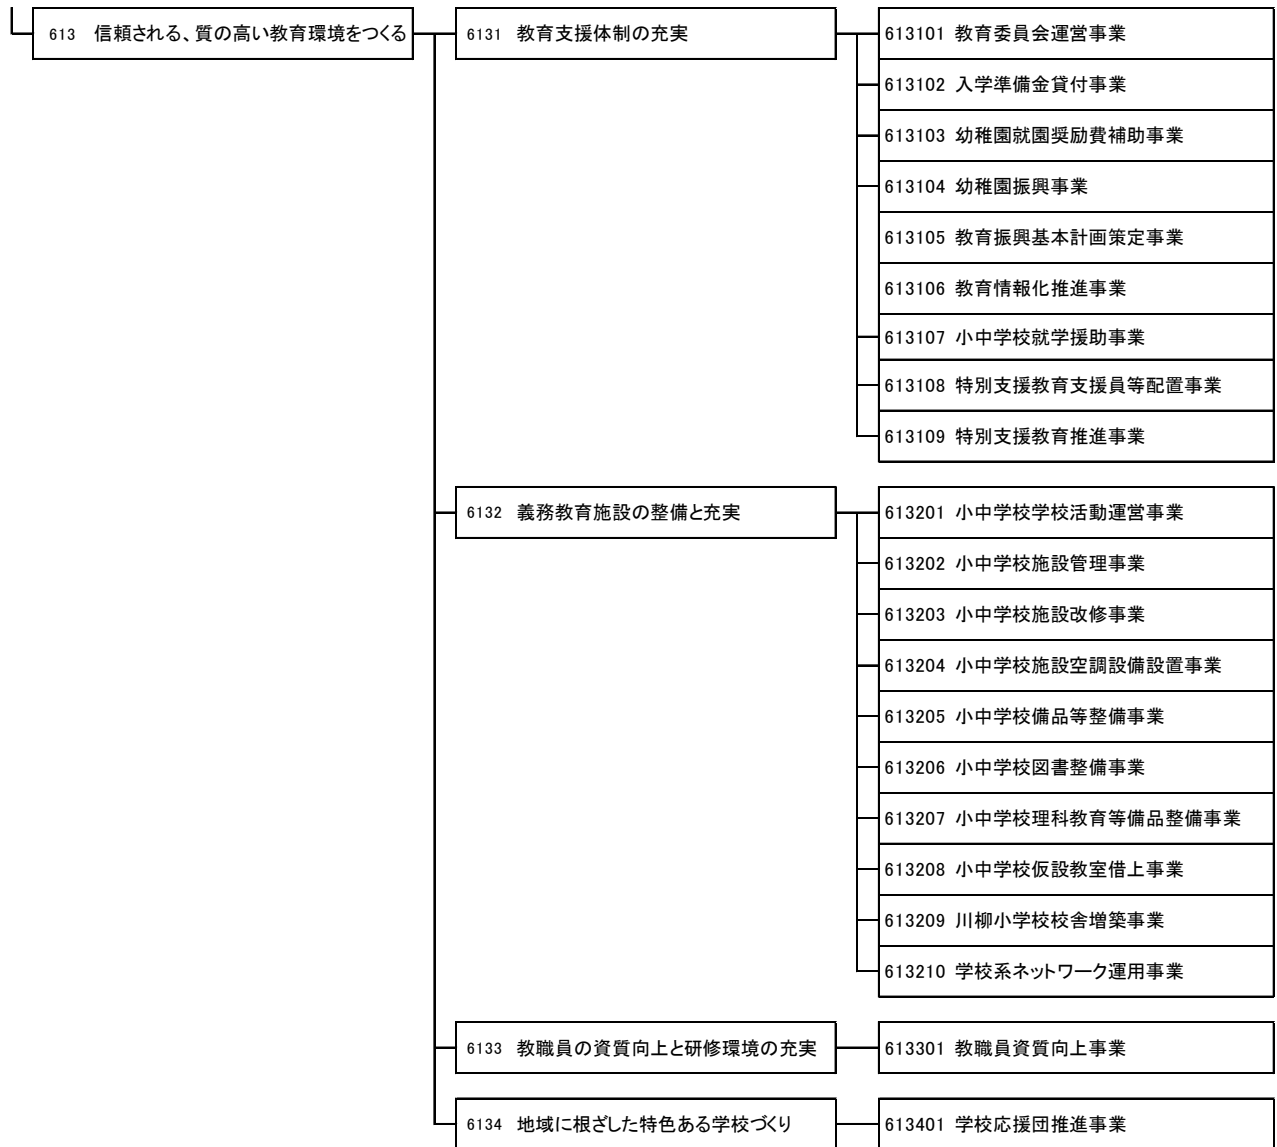 613 信頼される、質の高い教育環境をつくる
6131 教育支援体制の充実
613101 教育委員会運営事業
613102 入学準備金貸付事業
613103 幼稚園就園奨励費補助事業
613104 幼稚園振興事業
613105 教育振興基本計画策定事業
613106 教育情報化推進事業
613107 小中学校就学援助事業
613108 特別支援教育支援員等配置事業
613109 特別支援教育推進事業
6132 義務教育施設の整備と充実
613201 小中学校学校活動運営事業
613202 小中学校施設管理事業
613203 小中学校施設改修事業
613204 小中学校施設空調設備設置事業
613205 小中学校備品等整備事業
613206 小中学校図書整備事業
613207 小中学校理科教育等備品整備事業
613208 小中学校仮設教室借上事業
613209 川柳小学校校舎増築事業
613210 学校系ネットワーク運用事業
6133 教職員の資質向上と研修環境の充実
613301 教職員資質向上事業
6134 地域に根ざした特色ある学校づくり
613401 学校応援団推進事業